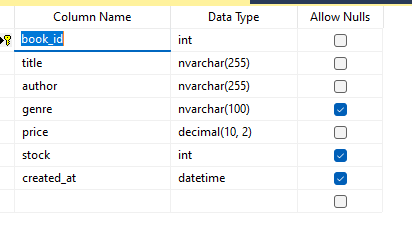 Column Name Data Type Allow Nulls
book_id int
title nvarchar(255)
author nvarchar(255)
genre nvarchar(100)
price decimal(10, 2)
stock int
created_at datetime